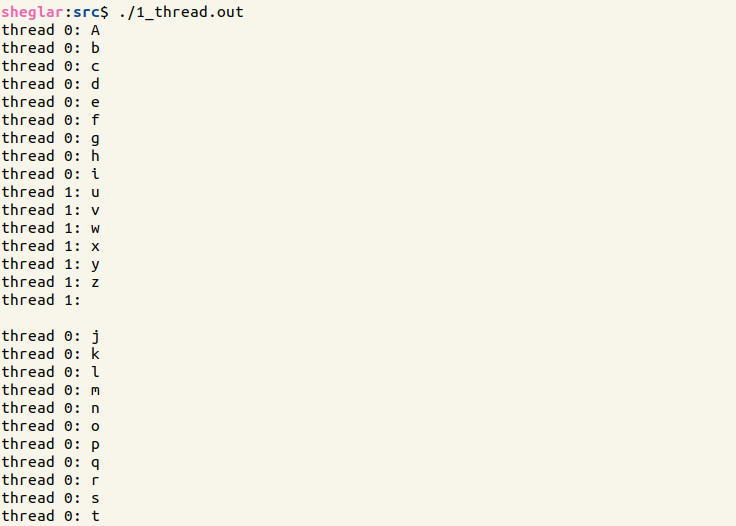 sheglar:src$ ./1_thread.out
thread 0: A
thread 0: b
thread 0: c
thread 0: d
thread 0: e
thread 0: f
thread 0: g
thread 0: h
thread 0: i
thread 1: u
thread 1: v
thread 1: w
thread 1: x
thread 1: y
thread 1: z
thread 1:

thread 0: j
thread 0: k
thread 0: l
thread 0: m
thread 0: n
thread 0: o
thread 0: p
thread 0: q
thread 0: r
thread 0: s
thread 0: t